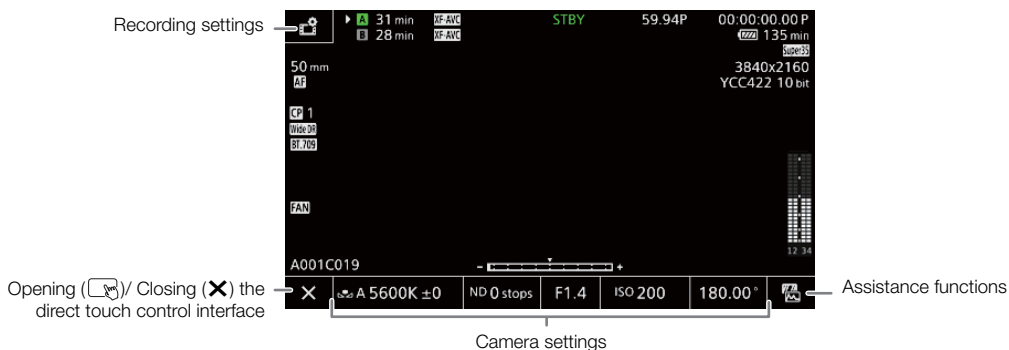 Recording settings
A 31 min XF-AVC STBY 59.94P 00:00:00.00 P
B 28 min XF-AVC 135 min
Super35
50 mm 3840x2160
AF YCC422 10 bit
CP 1
Wide DR
BT.709
FAN
12 34
A001C019 - +
Opening ( )/ Closing (X) the
direct touch control interface
X A 5600K ±0 ND 0 stops F1.4 ISO 200 180.00°
Assistance functions
Camera settings